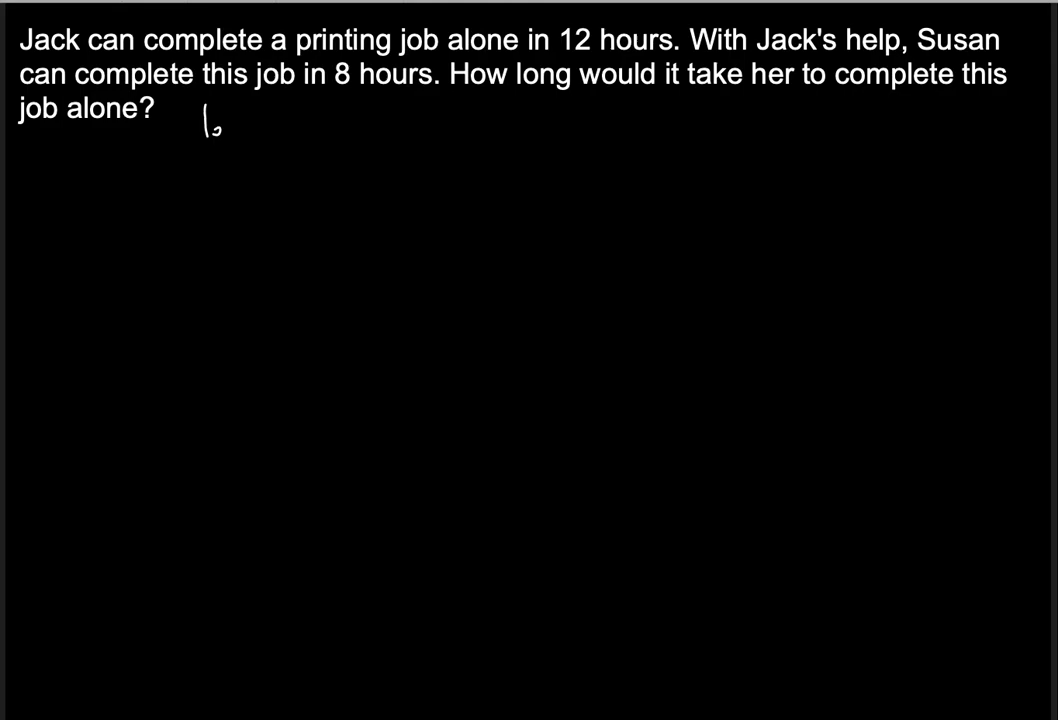 Jack can complete a printing job alone in 12 hours. With Jack's help, Susan
can complete this job in 8 hours. How long would it take her to complete this
job alone?